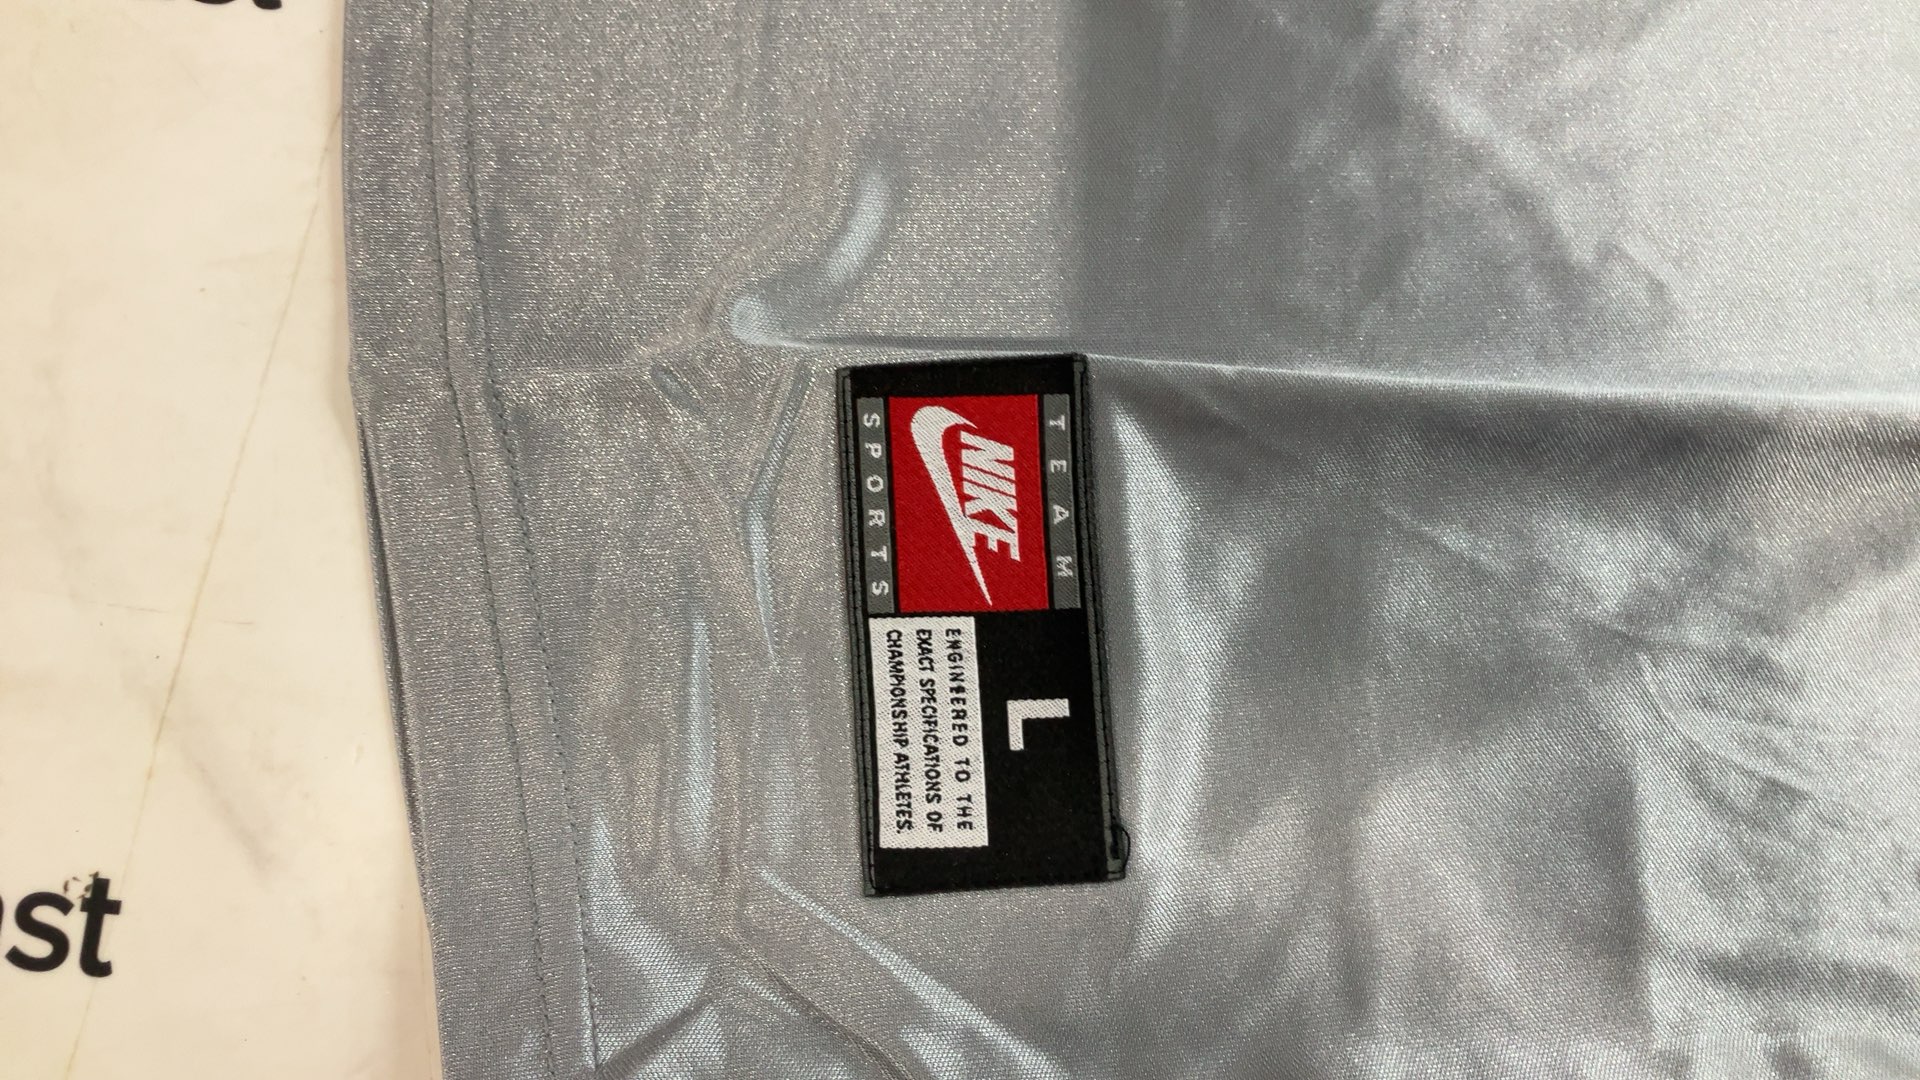 TEAM
NIKE
SPORTS
L
ENGINEERED TO THE
EXACT SPECIFICATIONS OF
CHAMPIONSHIP ATHLETES.